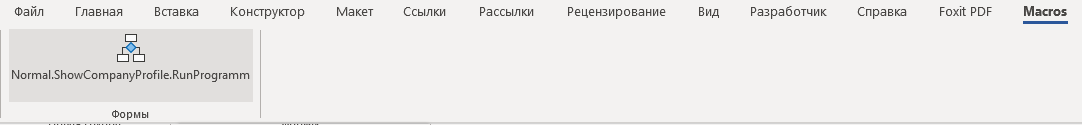 Файл Главная Вставка Конструктор Макет Ссылки Рассылки Рецензирование Вид Разработчик Справка Foxit PDF Macros
Normal.ShowCompanyProfile.RunProgramm
Формы